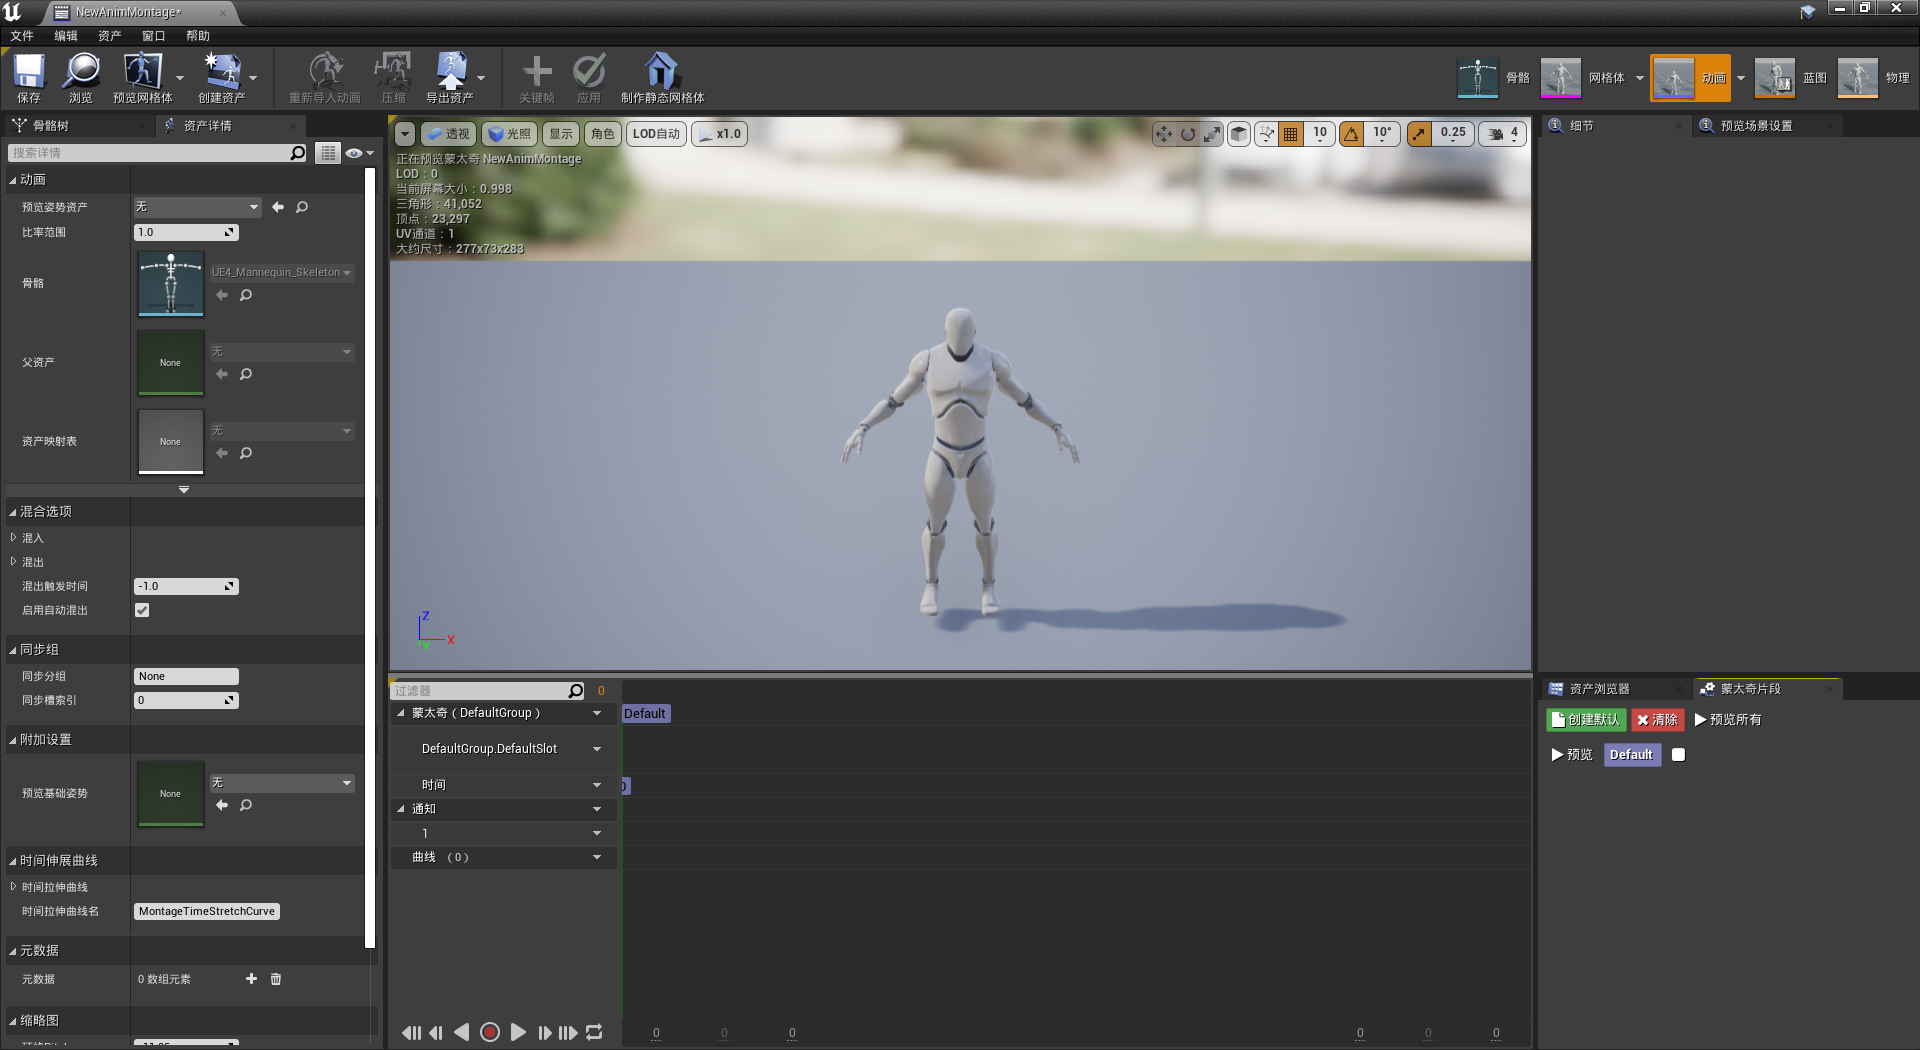 NewAnimMontage*
文件 编辑 资产 窗口 帮助
保存 浏览 预览网格体 创建资产 重新导入动画 压缩 导出资产 关键帧 应用 制作静态网格体 骨骼 网格体 动画 蓝图 物理
骨骼树 资产详情
搜索详情
动画
预览姿势资产 无
比率范围 1.0
骨骼 UE4_Mannequin_Skeleton
父资产 None 无
资产映射表 None 无
混合选项
混入
混出
混出触发时间 -1.0
启用自动混出
同步组
同步分组 None
同步槽索引 0
附加设置
预览基础姿势 None 无
时间伸展曲线
时间拉伸曲线
时间拉伸曲线名 MontageTimeStretchCurve
元数据
元数据 0 数组元素
缩略图
透视 光照 显示 角色 LOD自动 x1.0 10 10° 0.25 4
正在预览蒙太奇 NewAnimMontage
LOD：0
当前屏幕大小：0.998
三角形：41,052
顶点：23,297
UV通道：1
大约尺寸：277x73x283
Z
X
Y
过滤器 0
蒙太奇（DefaultGroup） Default
DefaultGroup.DefaultSlot
时间
通知
1
曲线 （0）
0 0 0 0 0 0
细节 预览场景设置
资产浏览器 蒙太奇片段
创建默认 清除 预览所有
预览 Default